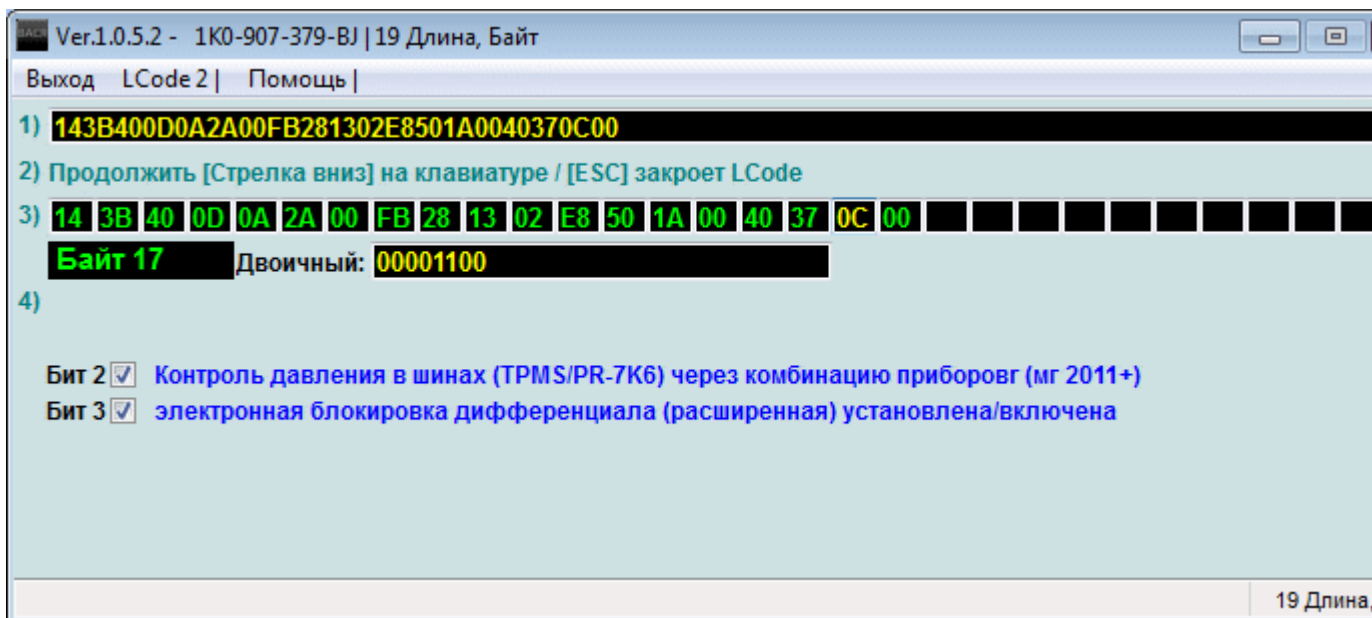 Ver.1.0.5.2 - 1K0-907-379-BJ | 19 Длина, Байт
Выход LCode 2 | Помощь |
1) 143B400D0A2A00FB281302E8501A0040370C00
2) Продолжить [Стрелка вниз] на клавиатуре / [ESC] закроет LCode
3) 14 3B 40 0D 0A 2A 00 FB 28 13 02 E8 50 1A 00 40 37 0C 00
Байт 17 Двоичный: 00001100
4)
Бит 2 Контроль давления в шинах (TPMS/PR-7K6) через комбинацию приборовг (мг 2011+)
Бит 3 электронная блокировка дифференциала (расширенная) установлена/включена
19 Длина,